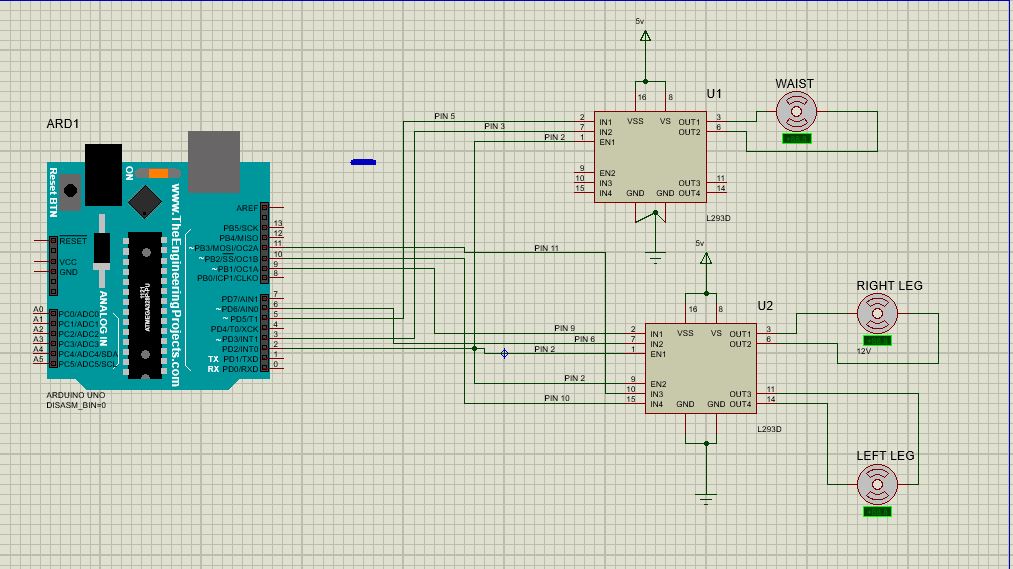 5v
U1
WAIST
16
8
VSS
VS
PIN 5
2
IN1
OUT1
3
PIN 3
7
IN2
OUT2
6
PIN 2
1
EN1
9
EN2
10
IN3
OUT3
11
15
IN4
GND
GND
OUT4
14
L293D
ARD1
Reset BTN
ON
www.TheEngineeringProjects.com
AREF
PB5/SCK
13
PB4/MISO
12
~PB3/MOSI/OC2A
11
~PB2/SS/OC1B
10
~PB1/OC1A
9
PB0/ICP1/CLKO
8
RESET
VCC
GND
ANALOG IN
PD7/AIN1
7
~PD6/AIN0
6
~PD5/T1
5
PD4/T0/XCK
4
~PD3/INT1
3
PD2/INT0
2
TX PD1/TXD
1
RX PD0/RXD
0
A0
PC0/ADC0
A1
PC1/ADC1
A2
PC2/ADC2
A3
PC3/ADC3
A4
PC4/ADC4/SDA
A5
PC5/ADC5/SCL
ARDUINO UNO
DISASM_BIN=0
PIN 11
5v
U2
RIGHT LEG
16
8
VSS
VS
PIN 9
2
IN1
OUT1
3
PIN 6
7
IN2
OUT2
6
PIN 2
1
EN1
12V
PIN 2
9
EN2
10
IN3
OUT3
11
PIN 10
15
IN4
GND
GND
OUT4
14
L293D
LEFT LEG